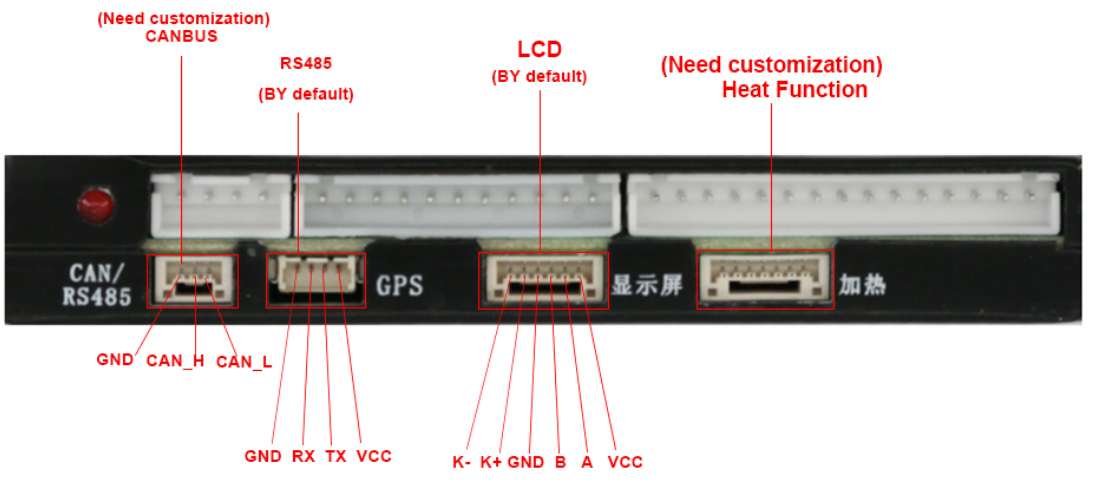 (Need customization)
CANBUS
RS485
(BY default)
LCD
(BY default)
(Need customization)
Heat Function
CAN/
RS485
GPS
显示屏
加热
GND CAN_H CAN_L
GND RX TX VCC
K- K+ GND B A VCC